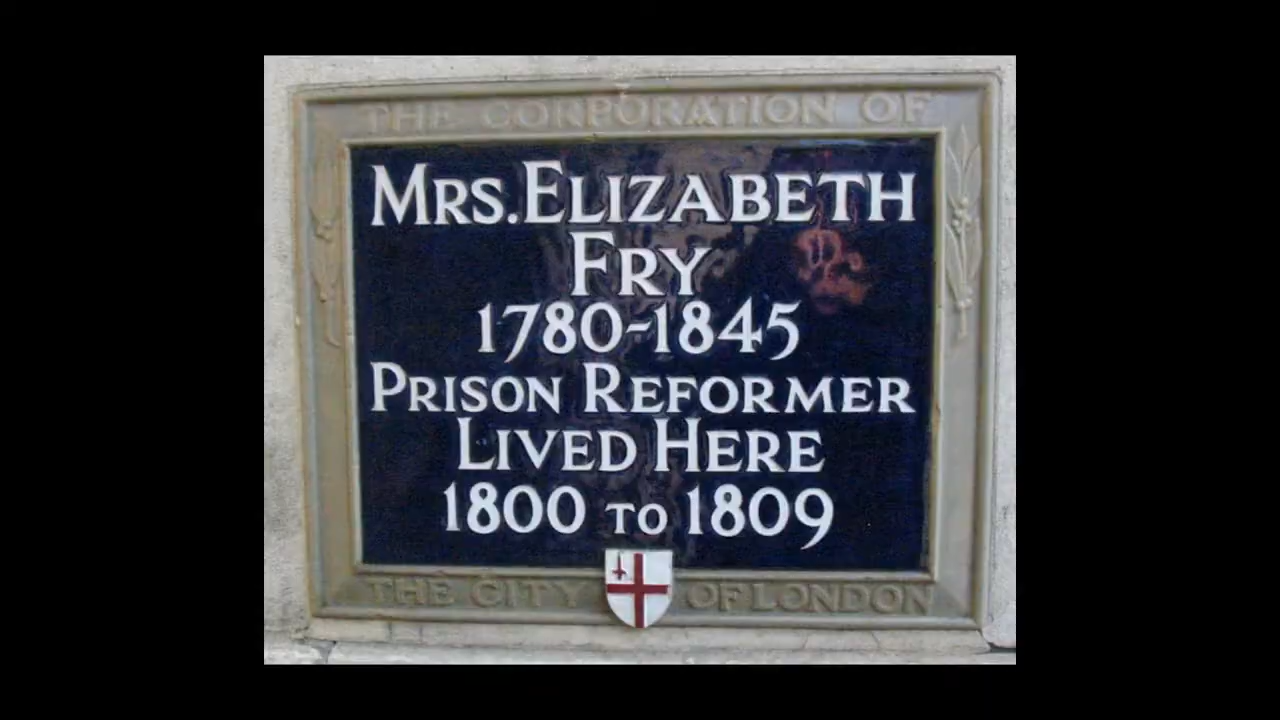 THE CORPORATION OF
MRS. ELIZABETH
FRY
1780-1845
PRISON REFORMER
LIVED HERE
1800 TO 1809
THE CITY OF LONDON